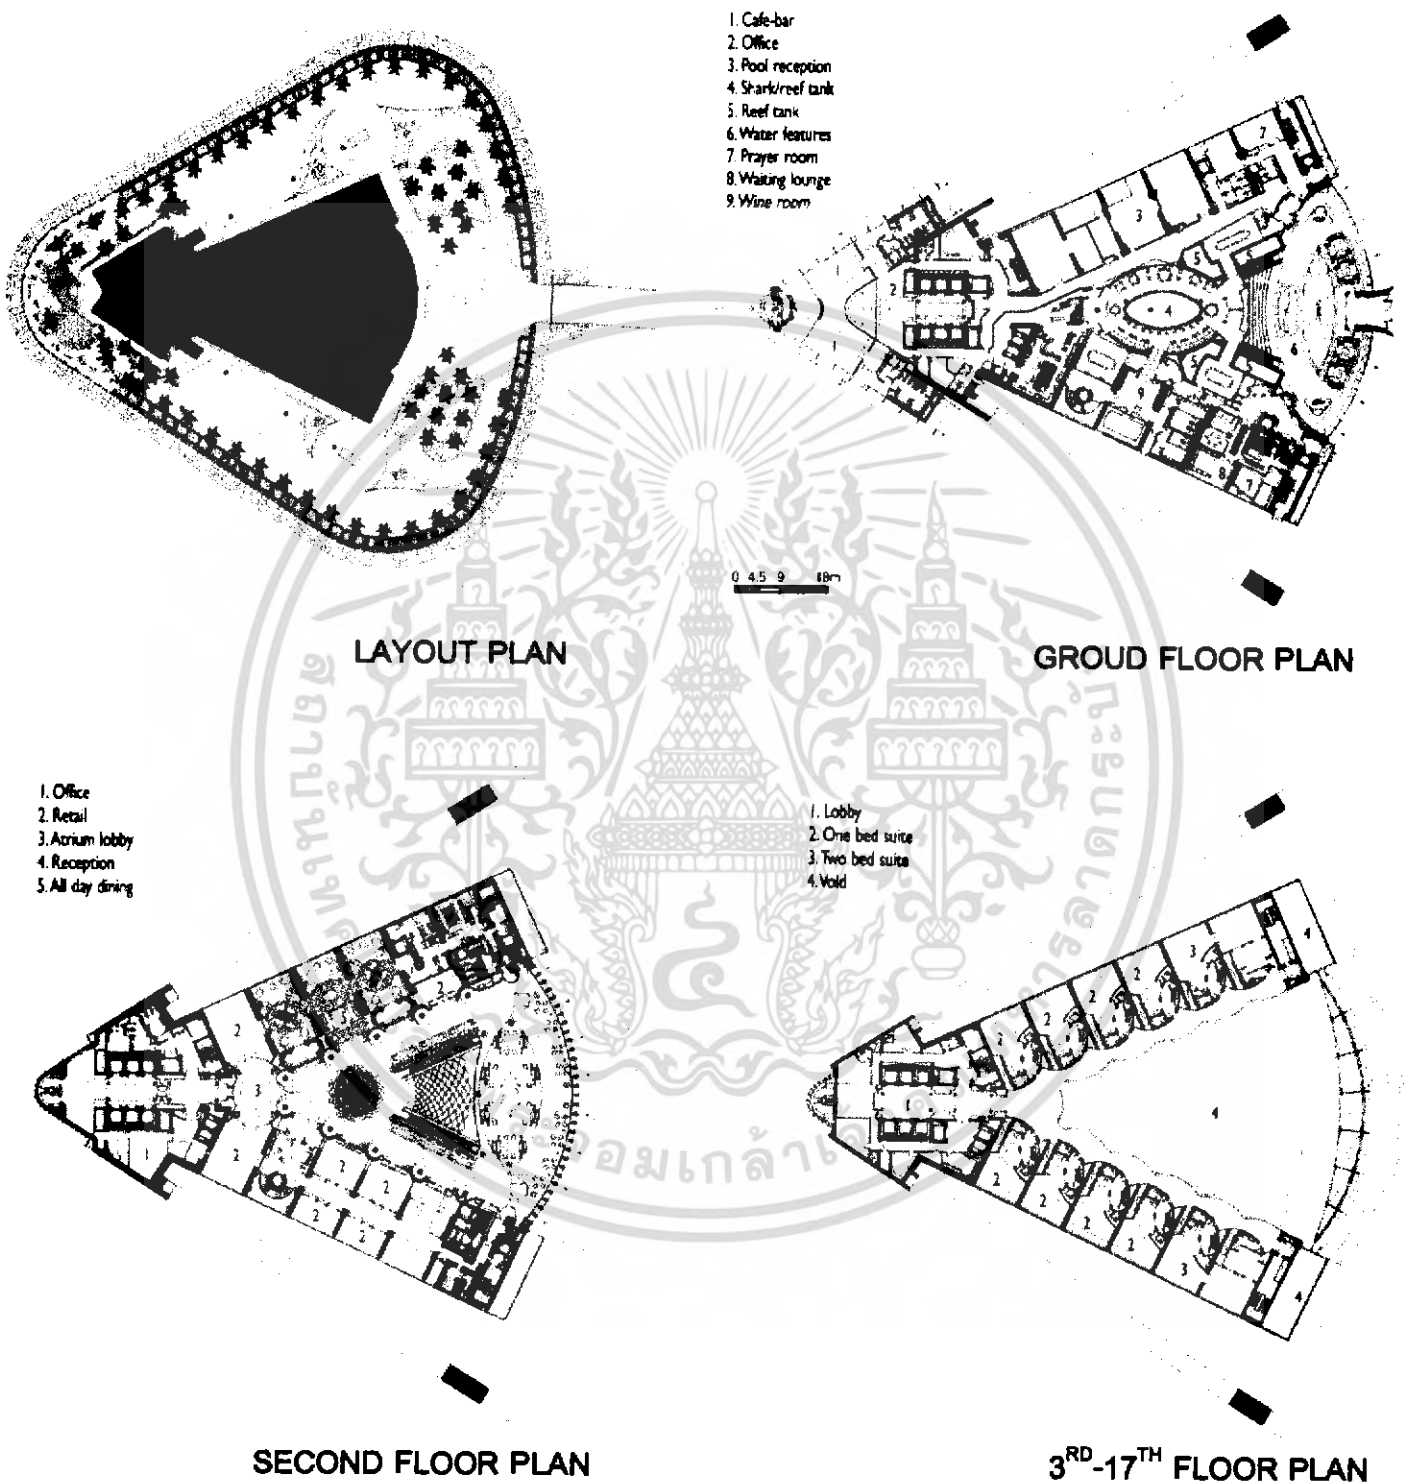 1. Cafe-bar
2. Office
3. Pool reception
4. Shark/reef tank
5. Reef tank
6. Water features
7. Prayer room
8. Waiting lounge
9. Wine room
0 4.5 9 18m
LAYOUT PLAN
GROUD FLOOR PLAN
1. Office
2. Retail
3. Atrium lobby
4. Reception
5. All day dining
1. Lobby
2. One bed suite
3. Two bed suite
4. Void
SECOND FLOOR PLAN
3RD-17TH FLOOR PLAN